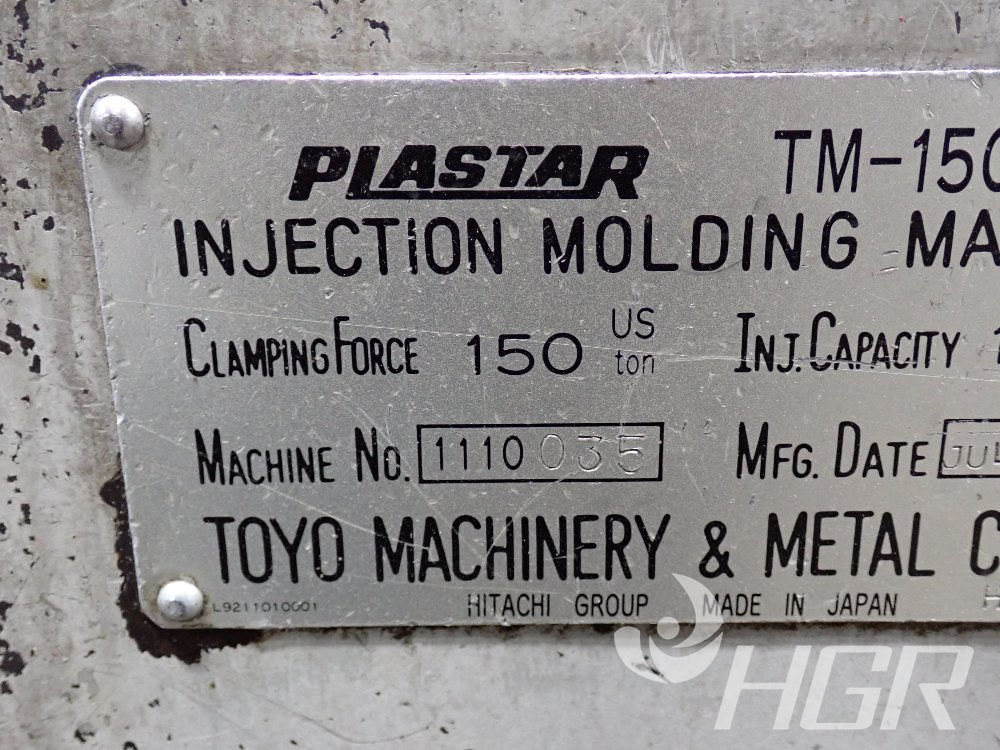 PLASTAR TM-150
INJECTION MOLDING MA
CLAMPING FORCE 150 US ton INJ. CAPACITY
MACHINE NO. 1110035 MFG. DATE JUL
TOYO MACHINERY & METAL C
L9211010001 HITACHI GROUP MADE IN JAPAN H
HGR